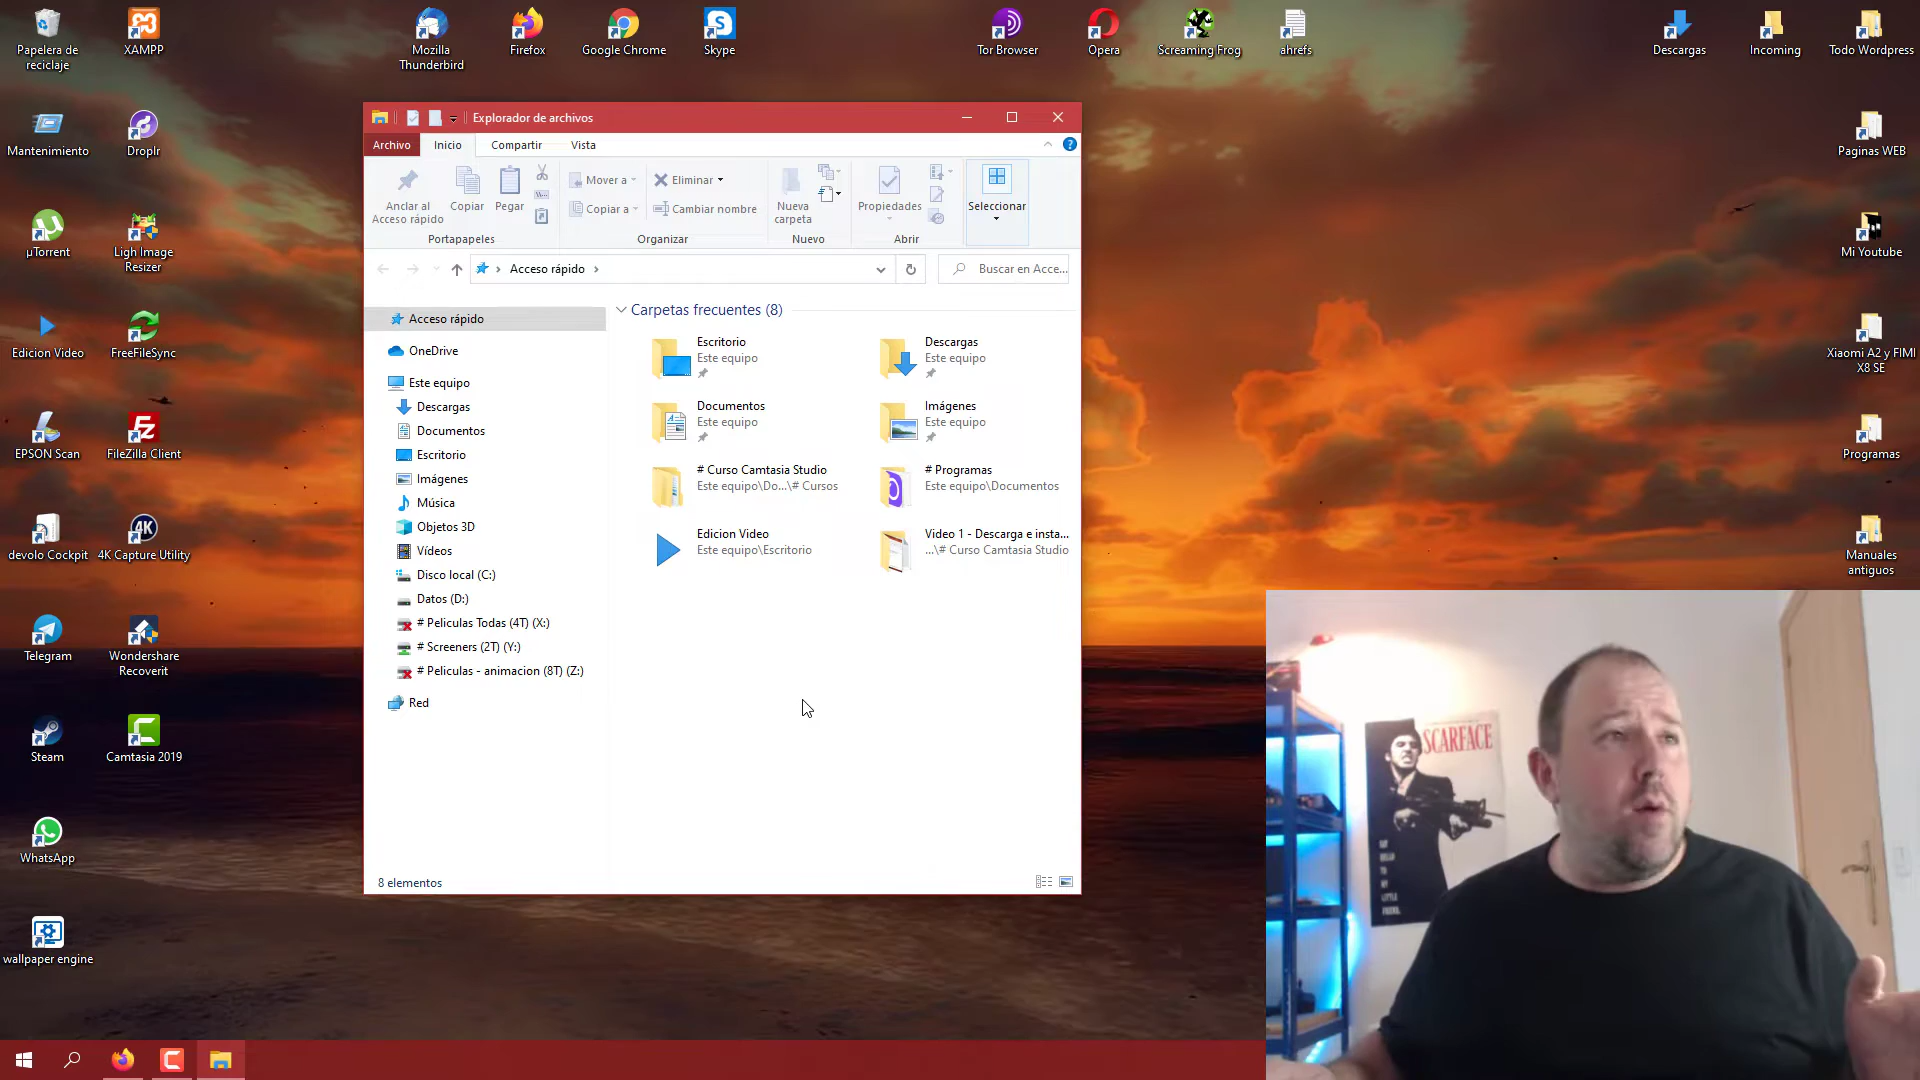 Papelera de
reciclaje
XAMPP
Mozilla
Thunderbird
Firefox
Google Chrome
Skype
Tor Browser
Opera
Screaming Frog
ahrefs
Descargas
Incoming
Todo Wordpress
Mantenimiento
Droplr
Paginas WEB
µTorrent
Ligh Image
Resizer
Mi Youtube
Edicion Video
FreeFileSync
Xiaomi A2 y FIMI
X8 SE
EPSON Scan
FileZilla Client
Programas
devolo Cockpit
4K Capture Utility
Manuales
antiguos
Telegram
Wondershare
Recoverit
Steam
Camtasia 2019
WhatsApp
wallpaper engine
Explorador de archivos
Archivo
Inicio
Compartir
Vista
Anclar al
Acceso rápido
Copiar
Pegar
Mover a
Copiar a
Eliminar
Cambiar nombre
Nueva
carpeta
Propiedades
Seleccionar
Portapapeles
Organizar
Nuevo
Abrir
Acceso rápido
Buscar en Acce...
Acceso rápido
OneDrive
Este equipo
Descargas
Documentos
Escritorio
Imágenes
Música
Objetos 3D
Vídeos
Disco local (C:)
Datos (D:)
# Peliculas Todas (4T) (X:)
# Screeners (2T) (Y:)
# Peliculas - animacion (8T) (Z:)
Red
Carpetas frecuentes (8)
Escritorio
Este equipo
Descargas
Este equipo
Documentos
Este equipo
Imágenes
Este equipo
# Curso Camtasia Studio
Este equipo\Do...\# Cursos
# Programas
Este equipo\Documentos
Edicion Video
Este equipo\Escritorio
Video 1 - Descarga e insta...
...\# Curso Camtasia Studio
8 elementos
SCARFACE
SAY
HELLO
TO
MY
LITTLE
FRIEND.